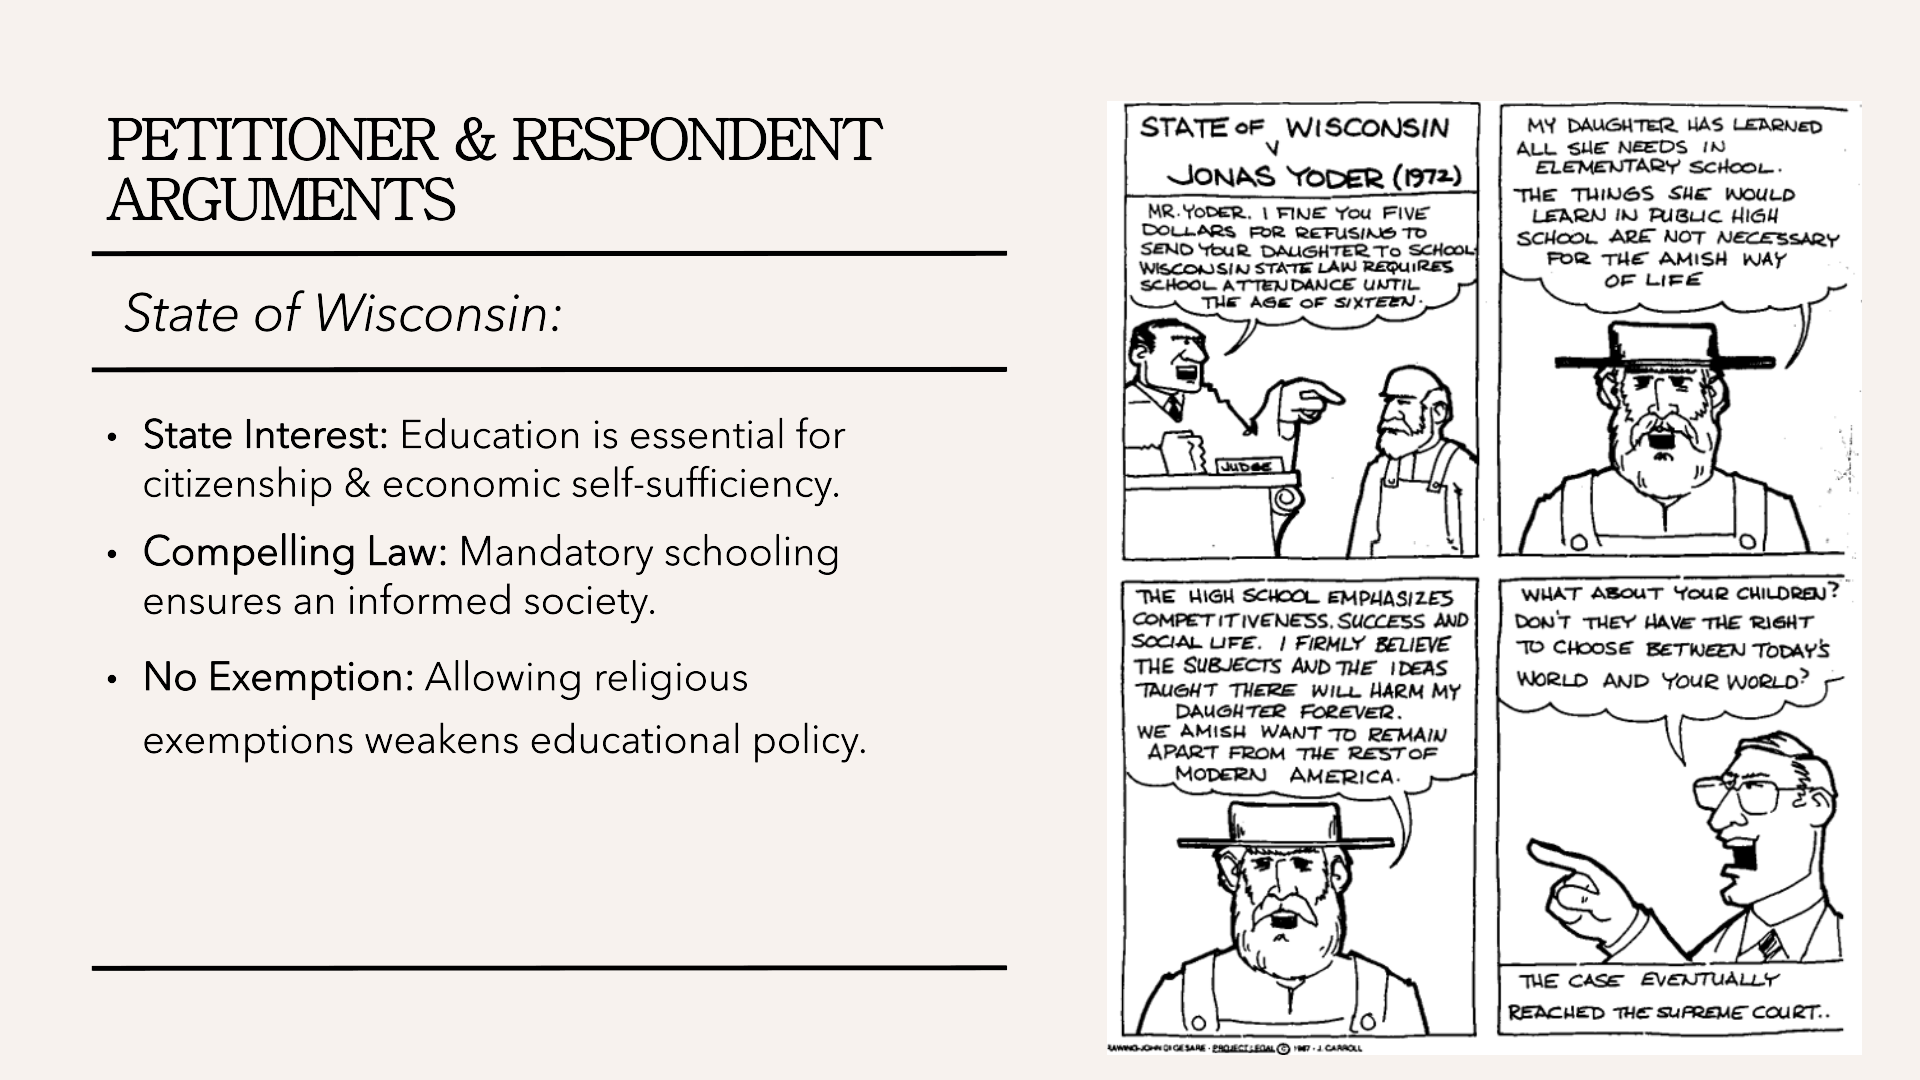 PETITIONER & RESPONDENT
ARGUMENTS
State of Wisconsin:
• State Interest: Education is essential for
citizenship & economic self-sufficiency.
• Compelling Law: Mandatory schooling
ensures an informed society.
• No Exemption: Allowing religious
exemptions weakens educational policy.
STATE OF WISCONSIN
V
JONAS YODER (1972)
MR. YODER. I FINE YOU FIVE
DOLLARS FOR REFUSING TO
SEND YOUR DAUGHTER TO SCHOOL.
WISCONSIN STATE LAW REQUIRES
SCHOOL ATTENDANCE UNTIL
THE AGE OF SIXTEEN.
JUDGE
MY DAUGHTER HAS LEARNED
ALL SHE NEEDS IN
ELEMENTARY SCHOOL.
THE THINGS SHE WOULD
LEARN IN PUBLIC HIGH
SCHOOL ARE NOT NECESSARY
FOR THE AMISH WAY
OF LIFE
THE HIGH SCHOOL EMPHASIZES
COMPETITIVENESS, SUCCESS AND
SOCIAL LIFE. I FIRMLY BELIEVE
THE SUBJECTS AND THE IDEAS
TAUGHT THERE WILL HARM MY
DAUGHTER FOREVER.
WE AMISH WANT TO REMAIN
APART FROM THE REST OF
MODERN AMERICA.
WHAT ABOUT YOUR CHILDREN?
DON'T THEY HAVE THE RIGHT
TO CHOOSE BETWEEN TODAY'S
WORLD AND YOUR WORLD?
THE CASE EVENTUALLY
REACHED THE SUPREME COURT..
PROJECT LEGAL © 1987 - J. CARROLL